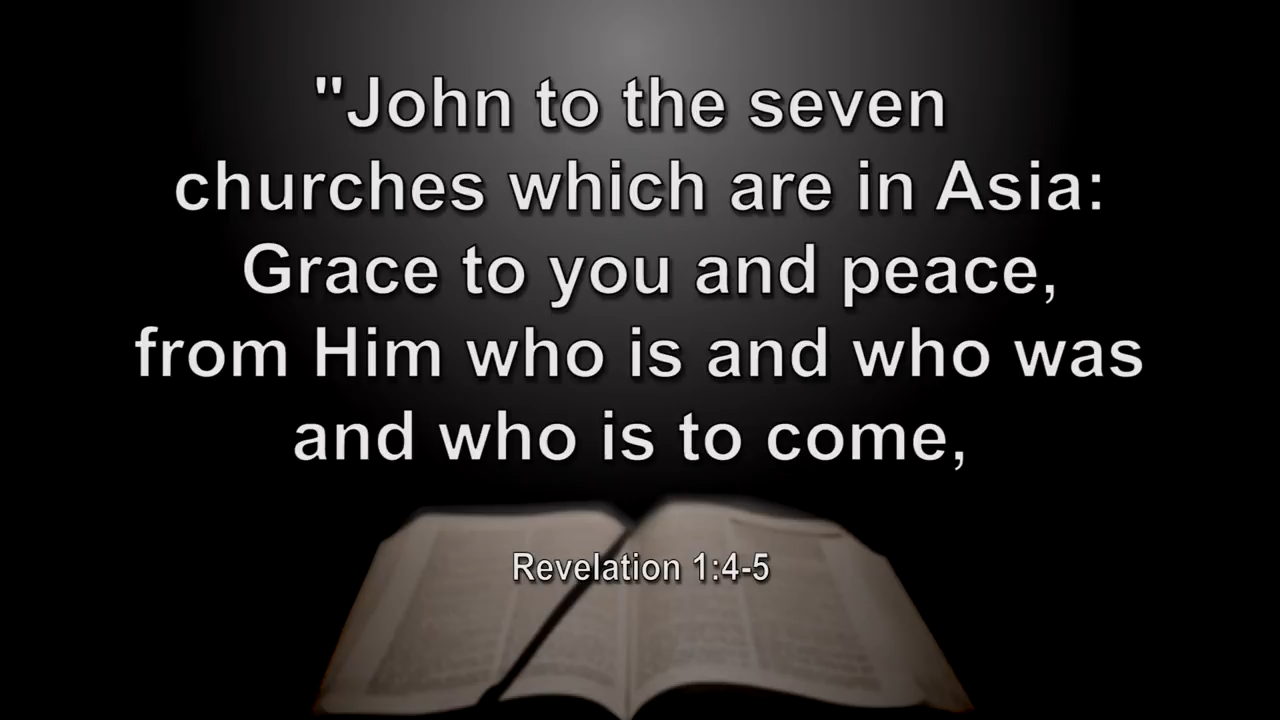 "John to the seven
churches which are in Asia:
Grace to you and peace,
from Him who is and who was
and who is to come,
Revelation 1:4-5